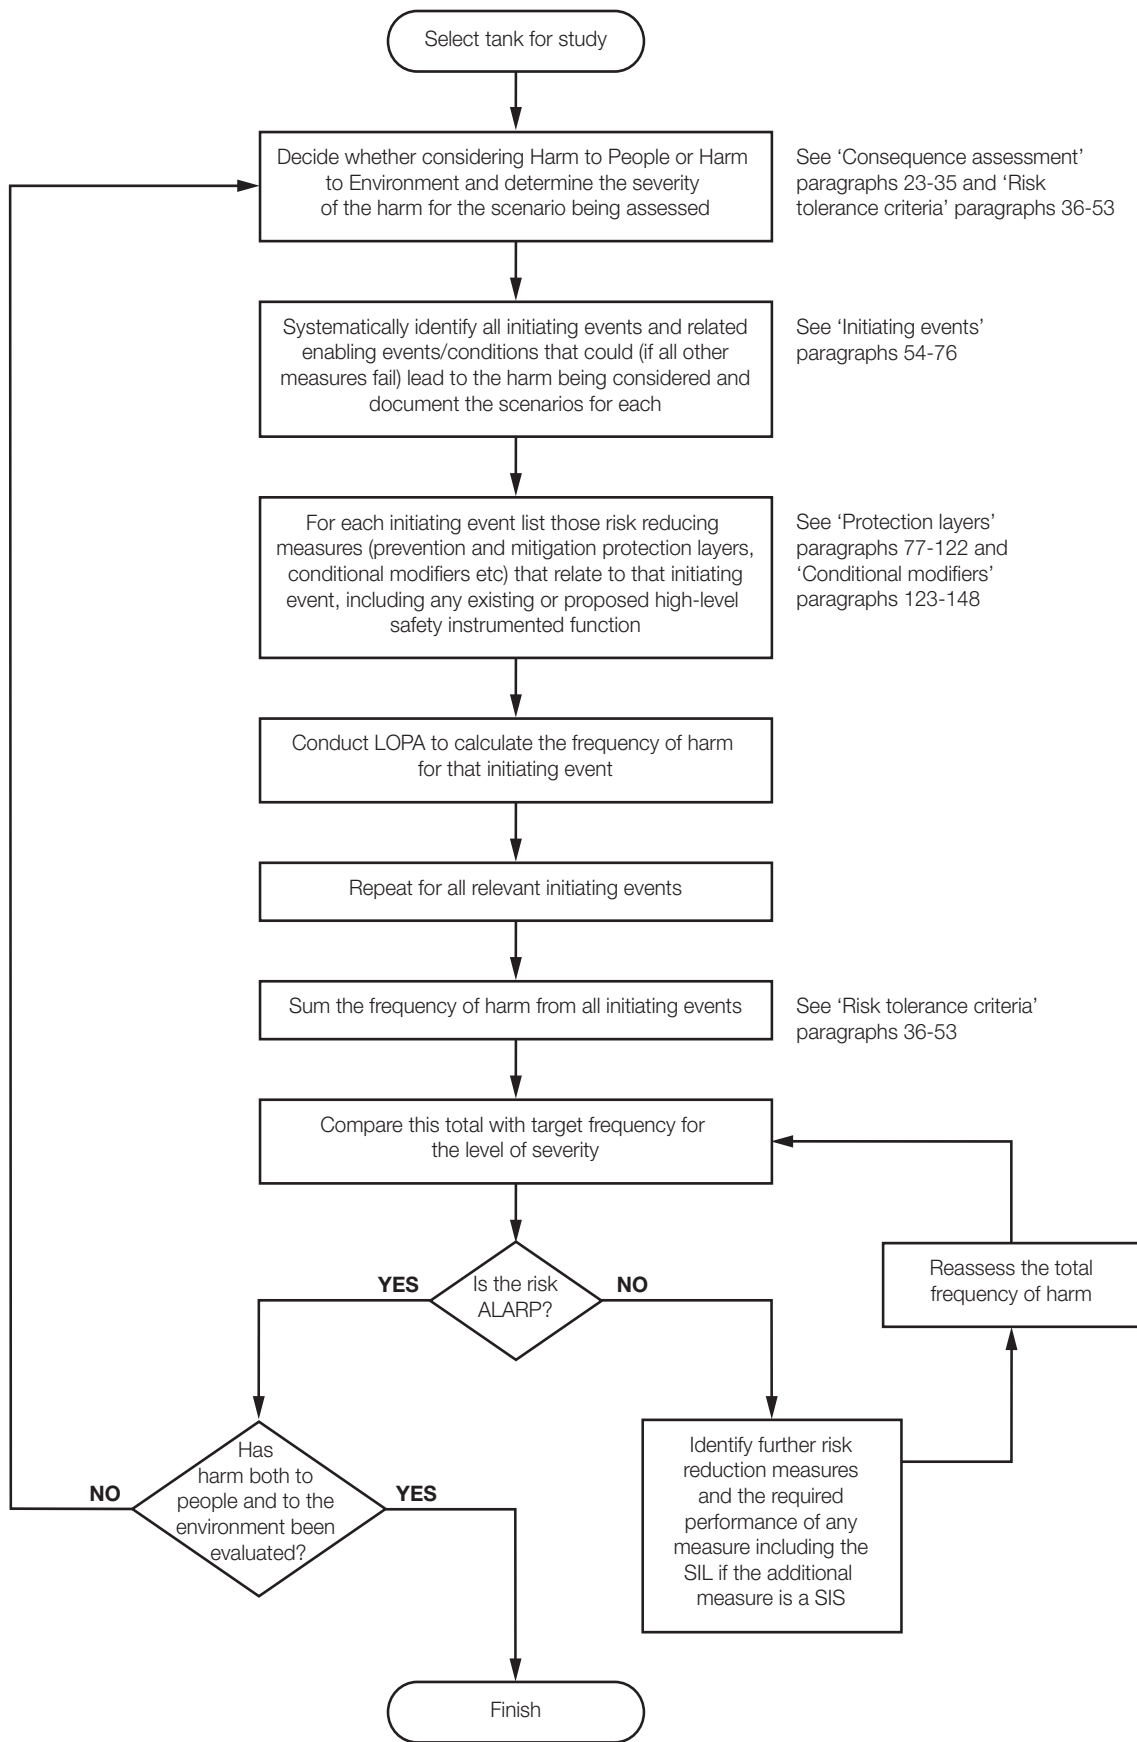 Select tank for study
Decide whether considering Harm to People or Harm
to Environment and determine the severity
of the harm for the scenario being assessed
See ‘Consequence assessment’
paragraphs 23-35 and ‘Risk
tolerance criteria’ paragraphs 36-53
Systematically identify all initiating events and related
enabling events/conditions that could (if all other
measures fail) lead to the harm being considered and
document the scenarios for each
See ‘Initiating events’
paragraphs 54-76
For each initiating event list those risk reducing
measures (prevention and mitigation protection layers,
conditional modifiers etc) that relate to that initiating
event, including any existing or proposed high-level
safety instrumented function
See ‘Protection layers’
paragraphs 77-122 and
‘Conditional modifiers’
paragraphs 123-148
Conduct LOPA to calculate the frequency of harm
for that initiating event
Repeat for all relevant initiating events
Sum the frequency of harm from all initiating events
See ‘Risk tolerance criteria’
paragraphs 36-53
Compare this total with target frequency for
the level of severity
Is the risk
ALARP?
YES
NO
Reassess the total
frequency of harm
Has
harm both to
people and to the
environment been
evaluated?
NO
YES
Identify further risk
reduction measures
and the required
performance of any
measure including the
SIL if the additional
measure is a SIS
Finish